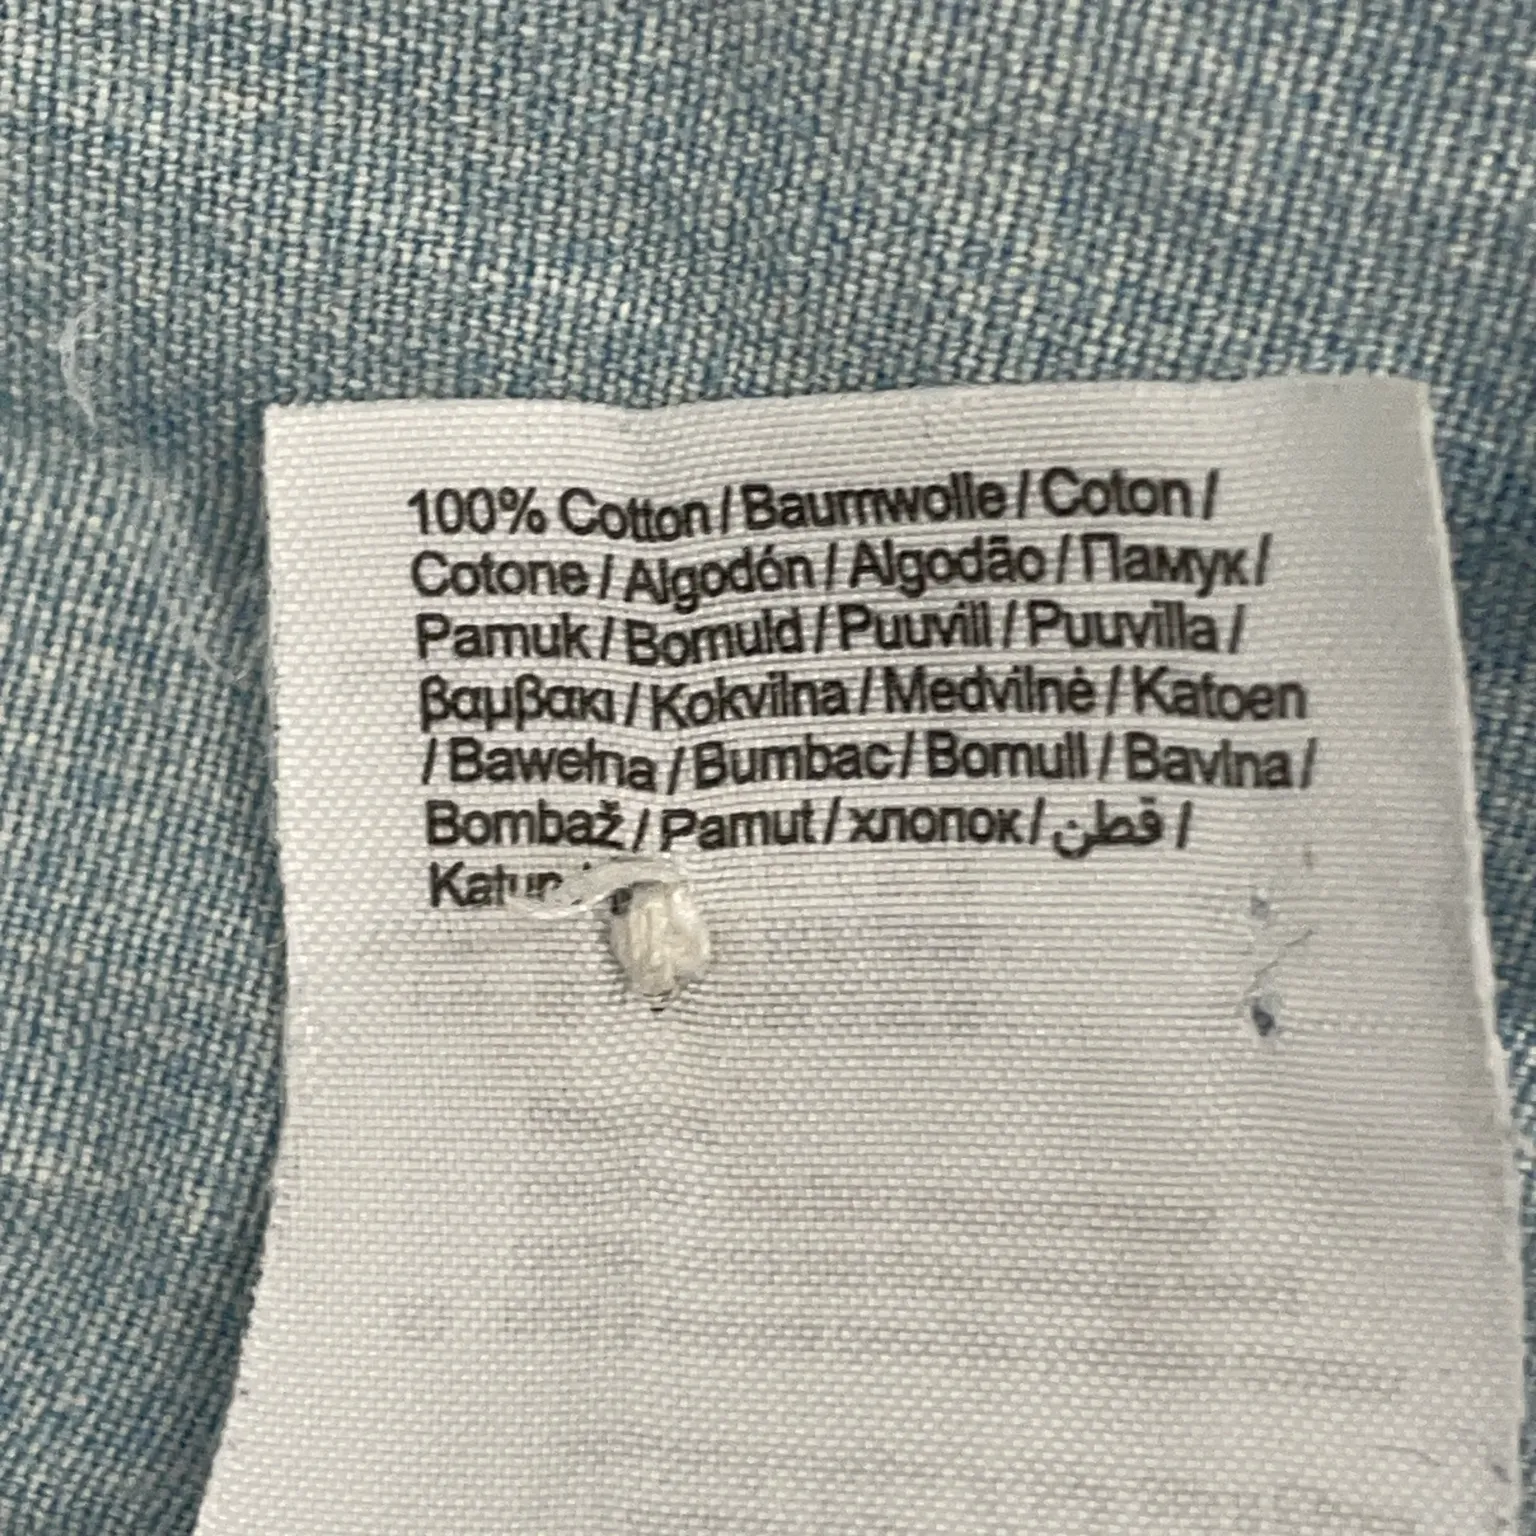 100% Cotton / Baumwolle / Coton /
Cotone / Algodón / Algodão / Памук /
Pamuk / Bomuld / Puuvill / Puuvilla /
βαμβακι / Kokvilna / Medvilnė / Katoen
/ Bawełna / Bumbac / Bomull / Bavlna /
Bombaž / Pamut / хлопок / قطن /
Katun